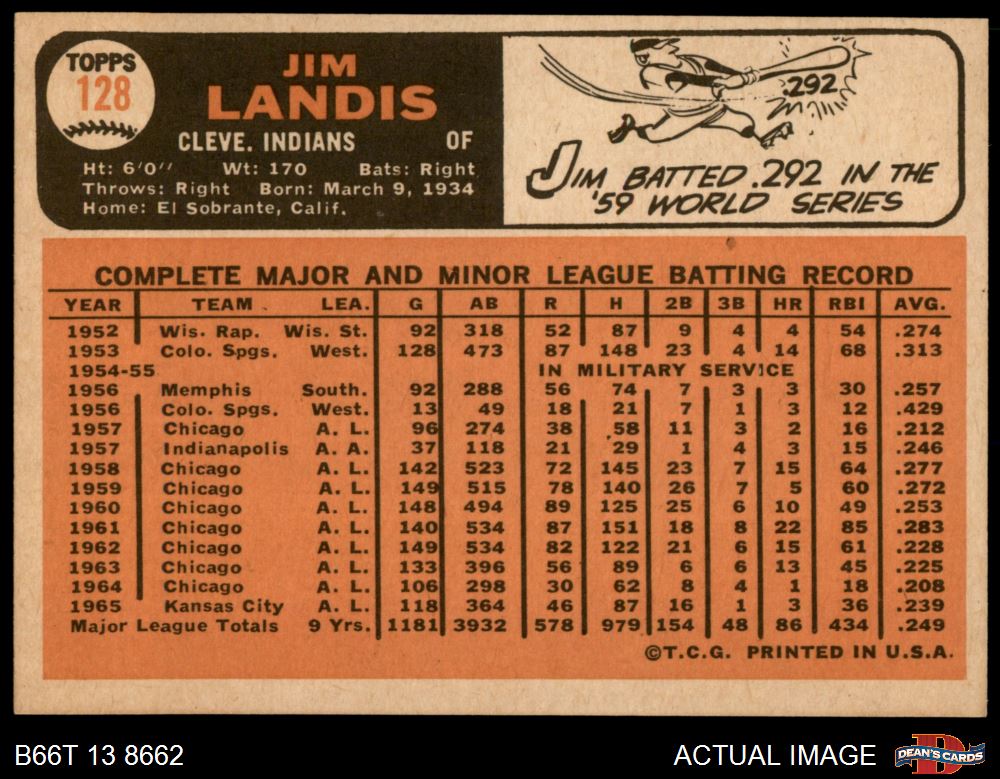 TOPPS
128
JIM
LANDIS
CLEVE. INDIANS OF
Ht: 6'0" Wt: 170 Bats: Right
Throws: Right Born: March 9, 1934
Home: El Sobrante, Calif.
.292
JIM BATTED .292 IN THE
'59 WORLD SERIES
COMPLETE MAJOR AND MINOR LEAGUE BATTING RECORD
YEAR TEAM LEA. G AB R H 2B 3B HR RBI AVG.
1952 Wis. Rap. Wis. St. 92 318 52 87 9 4 4 54 .274
1953 Colo. Spgs. West. 128 473 87 148 23 4 14 68 .313
1954-55 IN MILITARY SERVICE
1956 Memphis South. 92 288 56 74 7 3 3 30 .257
1956 Colo. Spgs. West. 13 49 18 21 7 1 3 12 .429
1957 Chicago A. L. 96 274 38 58 11 3 2 16 .212
1957 Indianapolis A. A. 37 118 21 29 1 4 3 15 .246
1958 Chicago A. L. 142 523 72 145 23 7 15 64 .277
1959 Chicago A. L. 149 515 78 140 26 7 5 60 .272
1960 Chicago A. L. 148 494 89 125 25 6 10 49 .253
1961 Chicago A. L. 140 534 87 151 18 8 22 85 .283
1962 Chicago A. L. 149 534 82 122 21 6 15 61 .228
1963 Chicago A. L. 133 396 56 89 6 6 13 45 .225
1964 Chicago A. L. 106 298 30 62 8 4 1 18 .208
1965 Kansas City A. L. 118 364 46 87 16 1 3 36 .239
Major League Totals 9 Yrs. 1181 3932 578 979 154 48 86 434 .249
©T.C.G. PRINTED IN U.S.A.
B66T 13 8662 ACTUAL IMAGE
DEAN'S CARDS